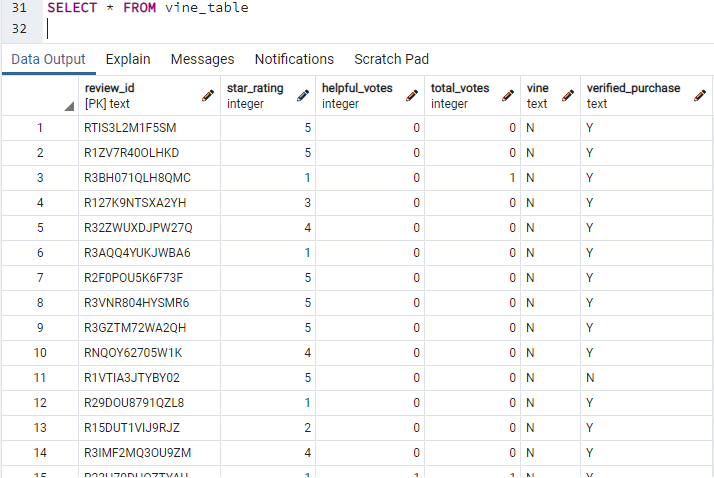 31 SELECT * FROM vine_table
32
Data Output Explain Messages Notifications Scratch Pad
review_id star_rating helpful_votes total_votes vine verified_purchase
[PK] text integer integer integer text text
1 RTIS3L2M1F5SM 5 0 0 N Y
2 R1ZV7R40OLHKD 5 0 0 N Y
3 R3BH071QLH8QMC 1 0 1 N Y
4 R127K9NTSXA2YH 3 0 0 N Y
5 R32ZWUXDJPW27Q 4 0 0 N Y
6 R3AQQ4YUKJWBA6 1 0 0 N Y
7 R2F0POU5K6F73F 5 0 0 N Y
8 R3VNR804HYSMR6 5 0 0 N Y
9 R3GZTM72WA2QH 5 0 0 N Y
10 RNQOY62705W1K 4 0 0 N Y
11 R1VTIA3JTYBY02 5 0 0 N N
12 R29DOU8791QZL8 1 0 0 N Y
13 R15DUT1VIJ9RJZ 2 0 0 N Y
14 R3IMF2MQ3OU9ZM 4 0 0 N Y
15 1 1 1 N Y